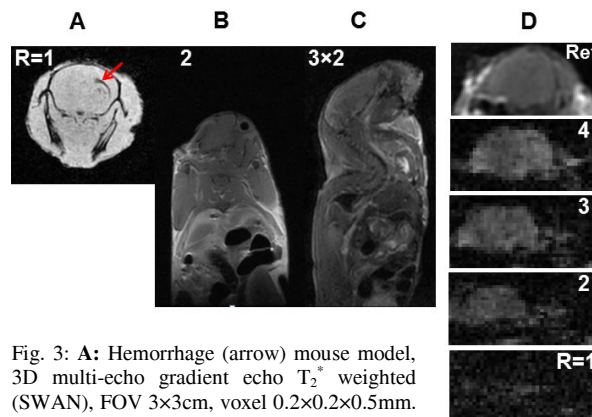 A B C D
R=1 2 3×2
Ref
4
3
2
R=1
Fig. 3: A: Hemorrhage (arrow) mouse model,
3D multi-echo gradient echo T2* weighted
(SWAN), FOV 3×3cm, voxel 0.2×0.2×0.5mm.